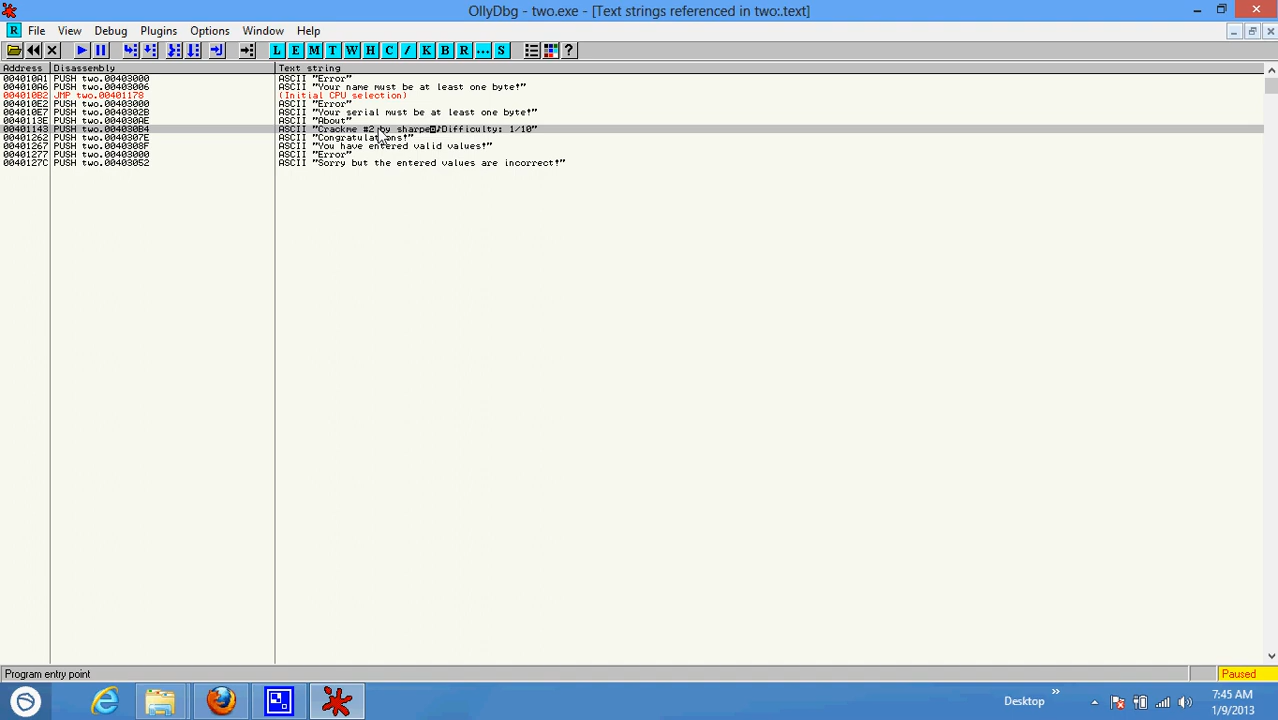 OllyDbg - two.exe - [Text strings referenced in two:.text]
R File View Debug Plugins Options Window Help
L E M T W H C / K B R ... S ?
Address Disassembly Text string
004010A1 PUSH two.00403000 ASCII "Error"
004010A6 PUSH two.00403006 ASCII "Your name must be at least one byte!"
004010B2 JMP two.00401178 (Initial CPU selection)
004010E2 PUSH two.00403000 ASCII "Error"
004010E7 PUSH two.0040302B ASCII "Your serial must be at least one byte!"
0040113E PUSH two.004030AE ASCII "About"
00401143 PUSH two.004030B4 ASCII "Crackme #2 by sharpe◙♪Difficulty: 1/10"
00401262 PUSH two.0040307E ASCII "Congratulations!"
00401267 PUSH two.0040308F ASCII "You have entered valid values!"
00401277 PUSH two.00403000 ASCII "Error"
0040127C PUSH two.00403052 ASCII "Sorry but the entered values are incorrect!"
Program entry point Paused
Desktop » 7:45 AM
1/9/2013